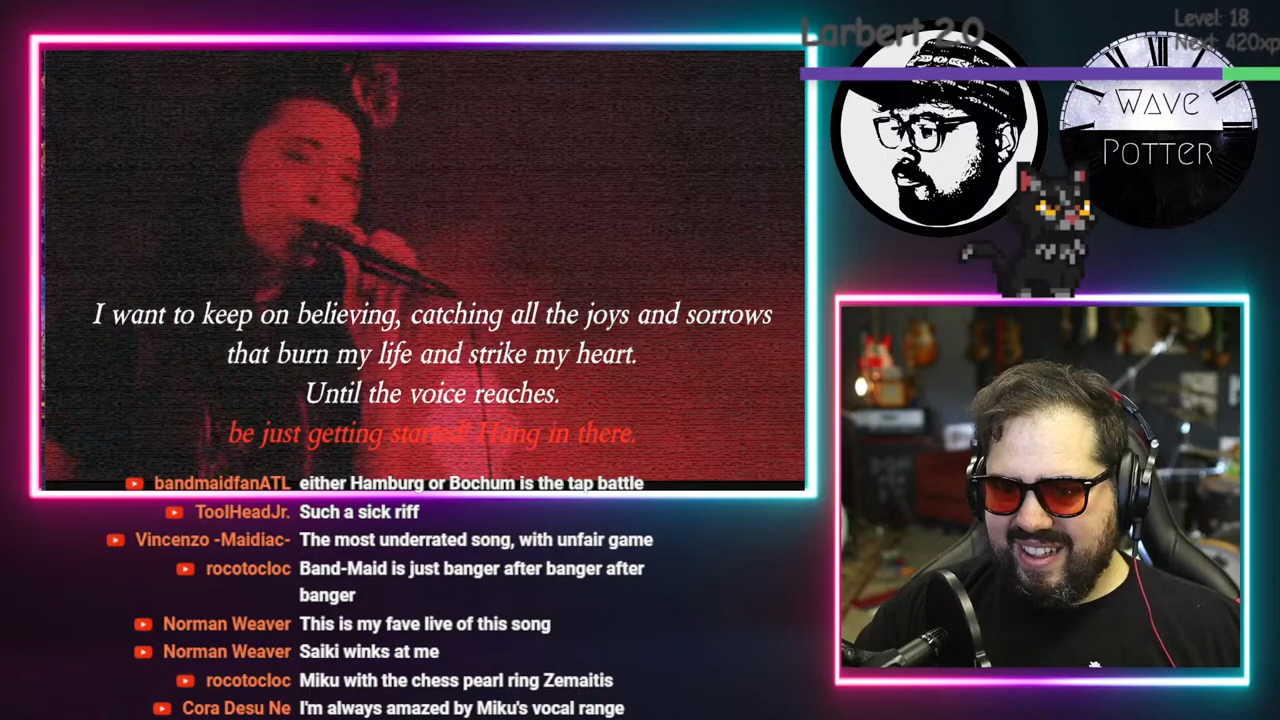 Larbert 2.0
Level: 18
Next: 420xp
WAVE
POTTER
I want to keep on believing, catching all the joys and sorrows
that burn my life and strike my heart.
Until the voice reaches.
be just getting started! Hang in there.
bandmaidfanATL either Hamburg or Bochum is the tap battle
ToolHeadJr. Such a sick riff
Vincenzo -Maidiac- The most underrated song, with unfair game
rocotocloc Band-Maid is just banger after banger after
banger
Norman Weaver This is my fave live of this song
Norman Weaver Saiki winks at me
rocotocloc Miku with the chess pearl ring Zemaitis
Cora Desu Ne I'm always amazed by Miku's vocal range